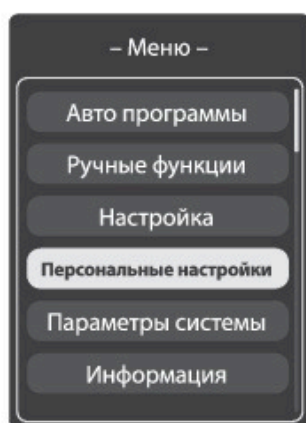 – Меню –
Авто программы
Ручные функции
Настройка
Персональные настройки
Параметры системы
Информация